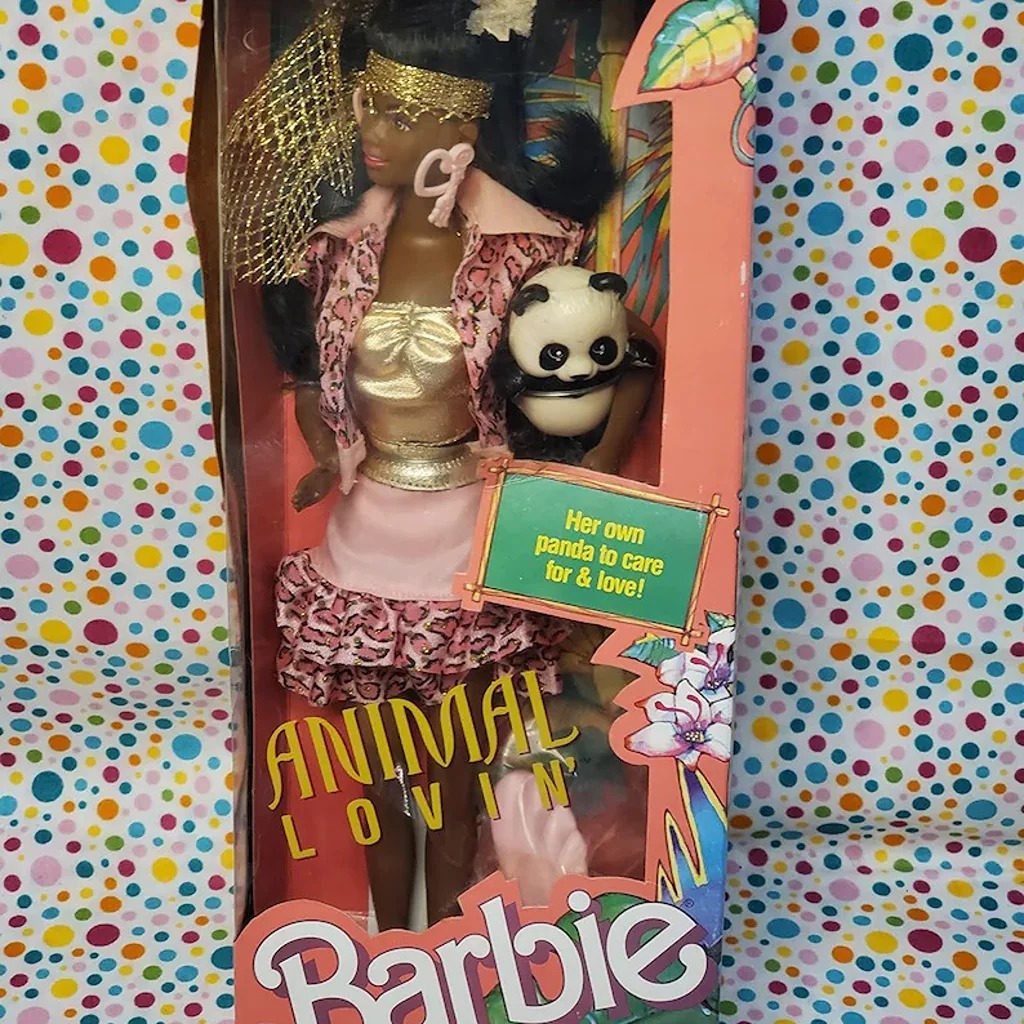 Her own
panda to care
for & love!
ANIMAL
LOVIN'
Barbie®